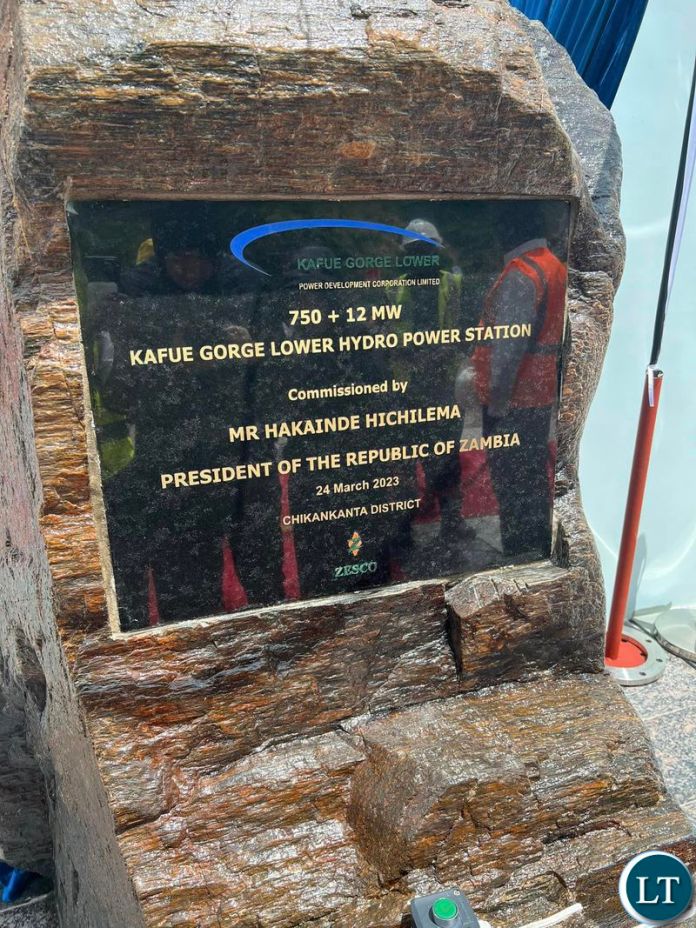 KAFUE GORGE LOWER
POWER DEVELOPMENT CORPORATION LIMITED
750 + 12 MW
KAFUE GORGE LOWER HYDRO POWER STATION
Commissioned by
MR HAKAINDE HICHILEMA
PRESIDENT OF THE REPUBLIC OF ZAMBIA
24 March 2023
CHIKANKANTA DISTRICT
ZESCO
LT